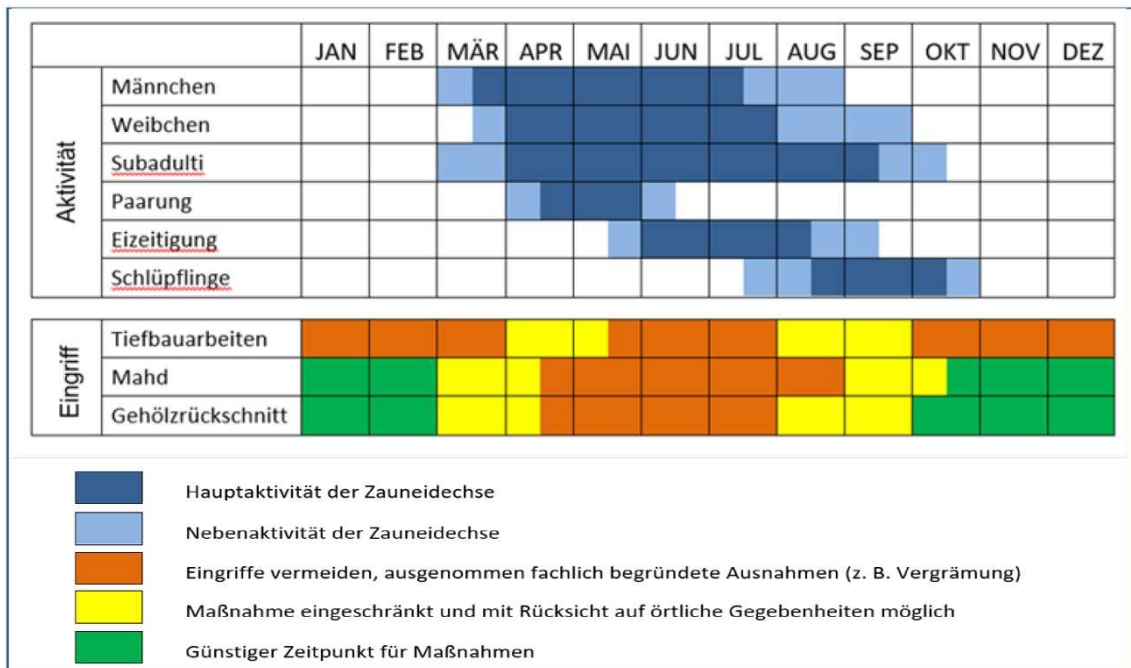 JAN FEB MÄR APR MAI JUN JUL AUG SEP OKT NOV DEZ
Aktivität
Männchen
Weibchen
Subadulti
Paarung
Eizeitigung
Schlüpflinge
Eingriff
Tiefbauarbeiten
Mahd
Gehölzrückschnitt
Hauptaktivität der Zauneidechse
Nebenaktivität der Zauneidechse
Eingriffe vermeiden, ausgenommen fachlich begründete Ausnahmen (z. B. Vergrämung)
Maßnahme eingeschränkt und mit Rücksicht auf örtliche Gegebenheiten möglich
Günstiger Zeitpunkt für Maßnahmen